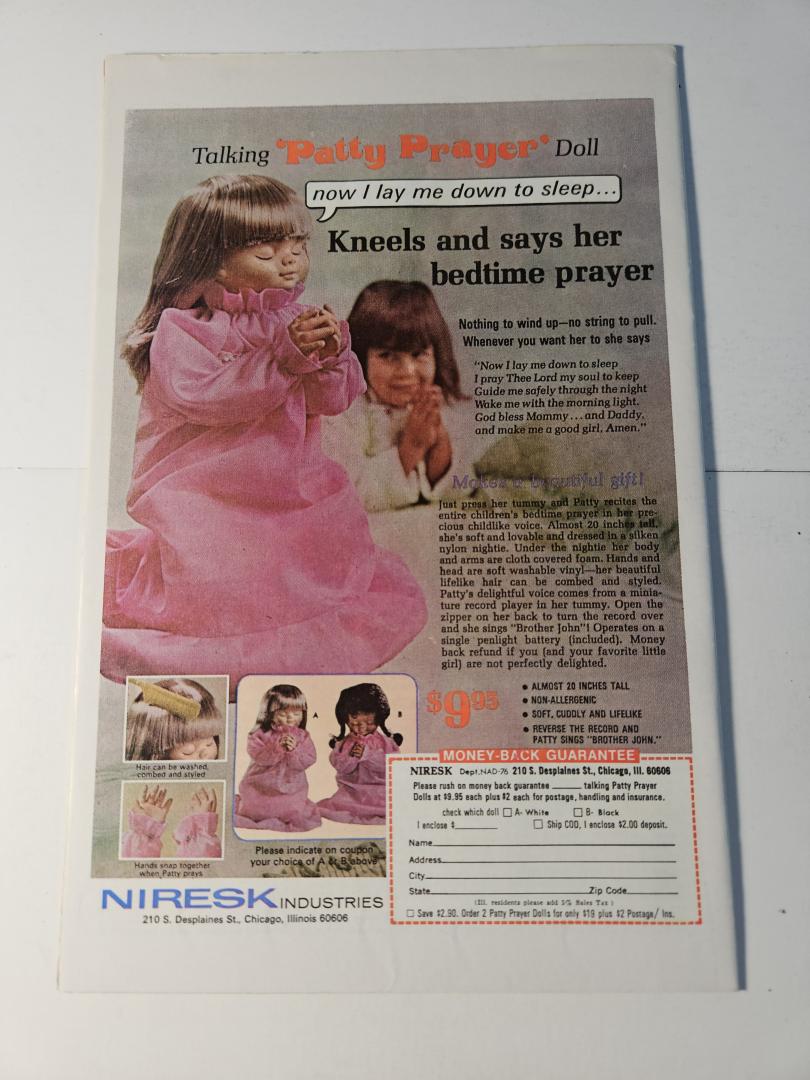 Talking 'Patty Prayer' Doll
now I lay me down to sleep...
Kneels and says her
bedtime prayer
Nothing to wind up—no string to pull.
Whenever you want her to she says
"Now I lay me down to sleep
I pray Thee Lord my soul to keep
Guide me safely through the night
Wake me with the morning light.
God bless Mommy...and Daddy,
and make me a good girl, Amen."
Makes a beautiful gift!
Just press her tummy and Patty recites the
entire children's bedtime prayer in her pre-
cious childlike voice. Almost 20 inches tall,
she's soft and lovable and dressed in a silken
nylon nightie. Under the nightie her body
and arms are cloth covered foam. Hands and
head are soft washable vinyl—her beautiful
lifelike hair can be combed and styled.
Patty's delightful voice comes from a minia-
ture record player in her tummy. Open the
zipper on her back to turn the record over
and she sings "Brother John"! Operates on a
single penlight battery (included). Money
back refund if you (and your favorite little
girl) are not perfectly delighted.
$9.95
• ALMOST 20 INCHES TALL
• NON-ALLERGENIC
• SOFT, CUDDLY AND LIFELIKE
• REVERSE THE RECORD AND
PATTY SINGS "BROTHER JOHN."
Hair can be washed,
combed and styled
Hands snap together
when Patty prays
A
B
Please indicate on coupon
your choice of A or B above
NIRESK INDUSTRIES
210 S. Desplaines St., Chicago, Illinois 60606
MONEY-BACK GUARANTEE
NIRESK Dept. NAD-76 210 S. Desplaines St., Chicago, Ill. 60606
Please rush on money back guarantee ______ talking Patty Prayer
Dolls at $9.95 each plus $2 each for postage, handling and insurance.
check which doll □ A- White □ B- Black
I enclose $________ □ Ship COD, I enclose $2.00 deposit.
Name
Address
City
State Zip Code
(Ill. residents please add 5% Sales Tax)
□ Save $2.90. Order 2 Patty Prayer Dolls for only $19 plus $2 Postage/Ins.